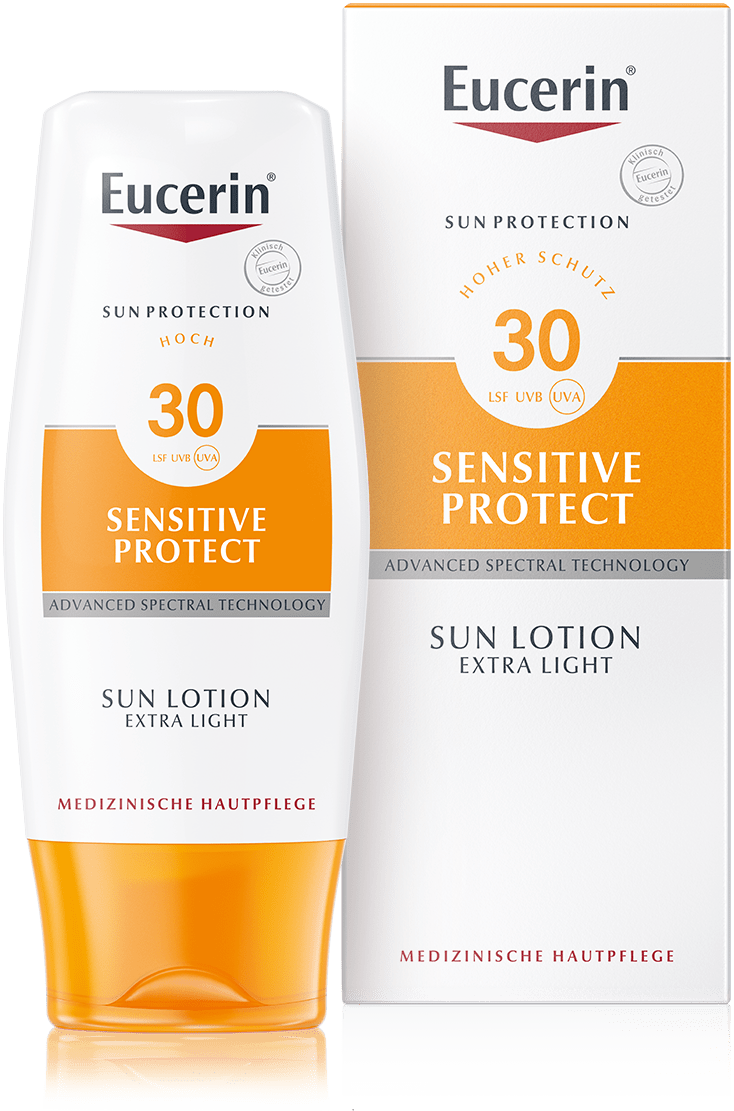 Eucerin®
Klinisch
Eucerin
getestet
SUN PROTECTION
HOCH
30
LSF UVB UVA
SENSITIVE
PROTECT
ADVANCED SPECTRAL TECHNOLOGY
SUN LOTION
EXTRA LIGHT
MEDIZINISCHE HAUTPFLEGE
Eucerin®
Klinisch
Eucerin
getestet
SUN PROTECTION
HOHER SCHUTZ
30
LSF UVB UVA
SENSITIVE
PROTECT
ADVANCED SPECTRAL TECHNOLOGY
SUN LOTION
EXTRA LIGHT
MEDIZINISCHE HAUTPFLEGE